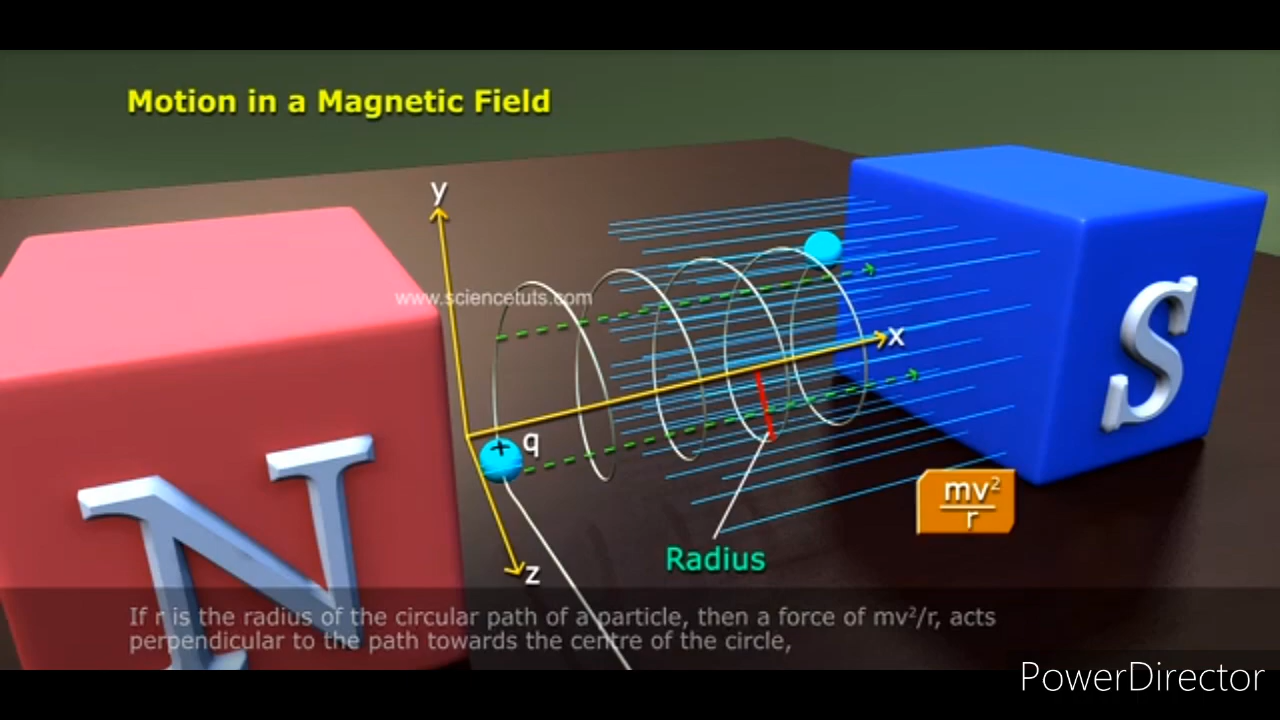 Motion in a Magnetic Field
y
www.sciencetuts.com
x
S
+ q
mv²
r
N
Radius
z
If r is the radius of the circular path of a particle, then a force of mv²/r, acts
perpendicular to the path towards the centre of the circle,
PowerDirector